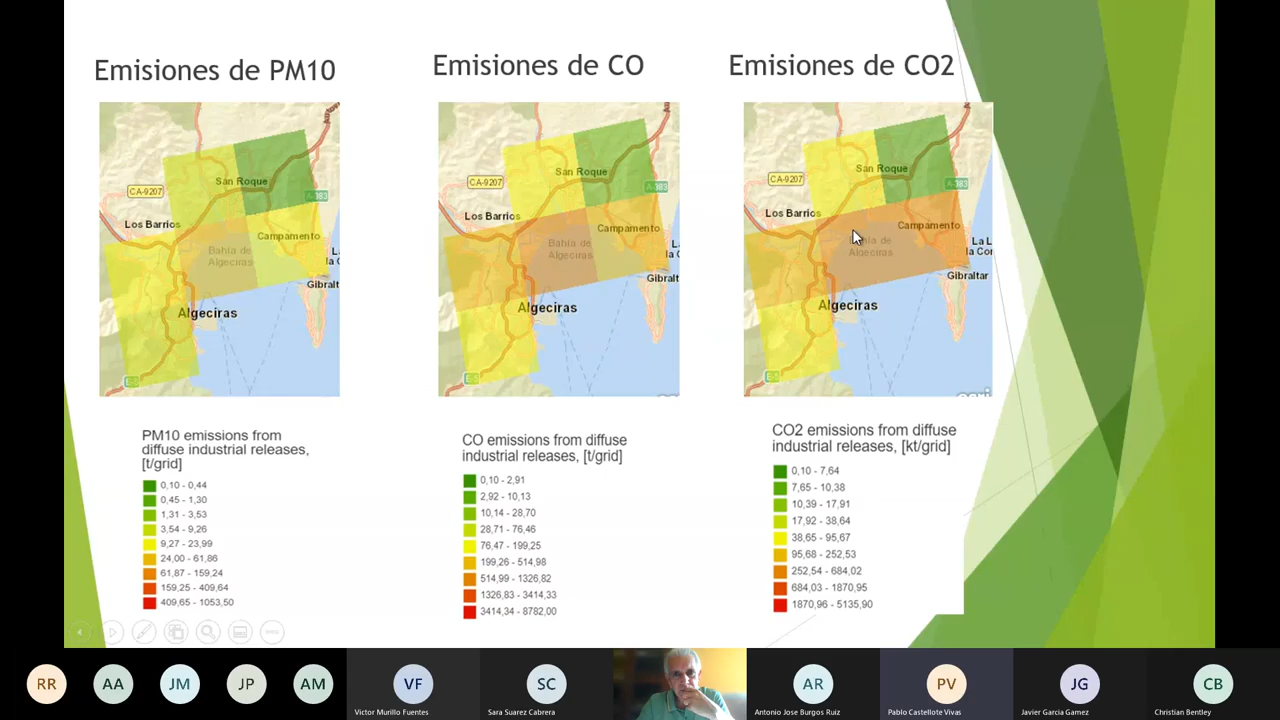 Emisiones de PM10
Emisiones de CO
Emisiones de CO2
CA-9207
San Roque
A-383
Los Barrios
Campamento
Bahía de
Algeciras
Gibralt
Algeciras
CA-9207
San Roque
A-383
Los Barrios
Campamento
Bahía de
Algeciras
Gibralt
Algeciras
CA-9207
San Roque
A-383
Los Barrios
Campamento
Bahía de
Algeciras
La L
la Cor
Gibraltar
Algeciras
PM10 emissions from
diffuse industrial releases,
[t/grid]
0,10 - 0,44
0,45 - 1,30
1,31 - 3,53
3,54 - 9,26
9,27 - 23,99
24,00 - 61,86
61,87 - 159,24
159,25 - 409,64
409,65 - 1053,50
CO emissions from diffuse
industrial releases, [t/grid]
0,10 - 2,91
2,92 - 10,13
10,14 - 28,70
28,71 - 76,46
76,47 - 199,25
199,26 - 514,98
514,99 - 1326,82
1326,83 - 3414,33
3414,34 - 8782,00
CO2 emissions from diffuse
industrial releases, [kt/grid]
0,10 - 7,64
7,65 - 10,38
10,39 - 17,91
17,92 - 38,64
38,65 - 95,67
95,68 - 252,53
252,54 - 684,02
684,03 - 1870,95
1870,96 - 5135,90
RR
AA
JM
JP
AM
VF
Victor Murillo Fuentes
SC
Sara Suarez Cabrera
AR
Antonio Jose Burgos Ruiz
PV
Pablo Castellote Vivas
JG
Javier Garcia Gamez
CB
Christian Bentley